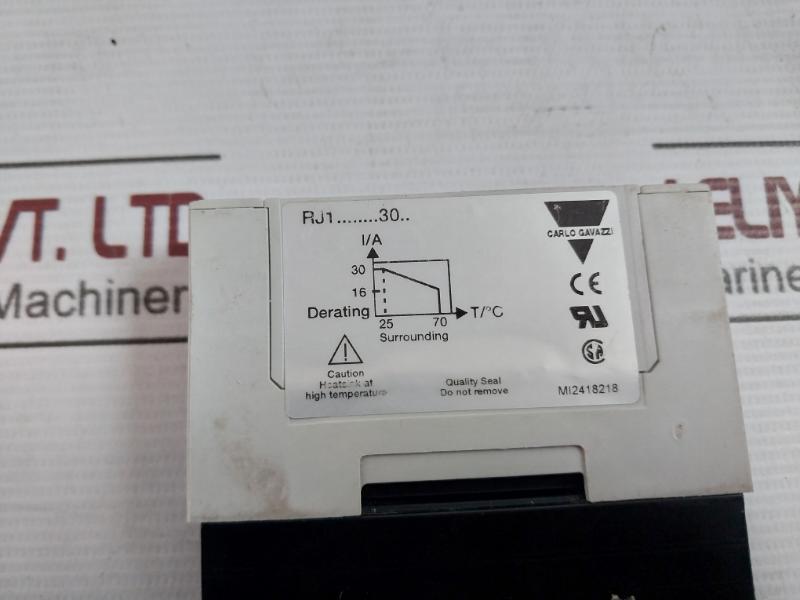 VT. LTD
Machiner
ELM
arine
RJ1........30..
I/A
30
16
Derating
25
70
T/°C
Surrounding
CARLO GAVAZZI
CE
Caution
Heatsink at
high temperature
Quality Seal
Do not remove
MI2418218